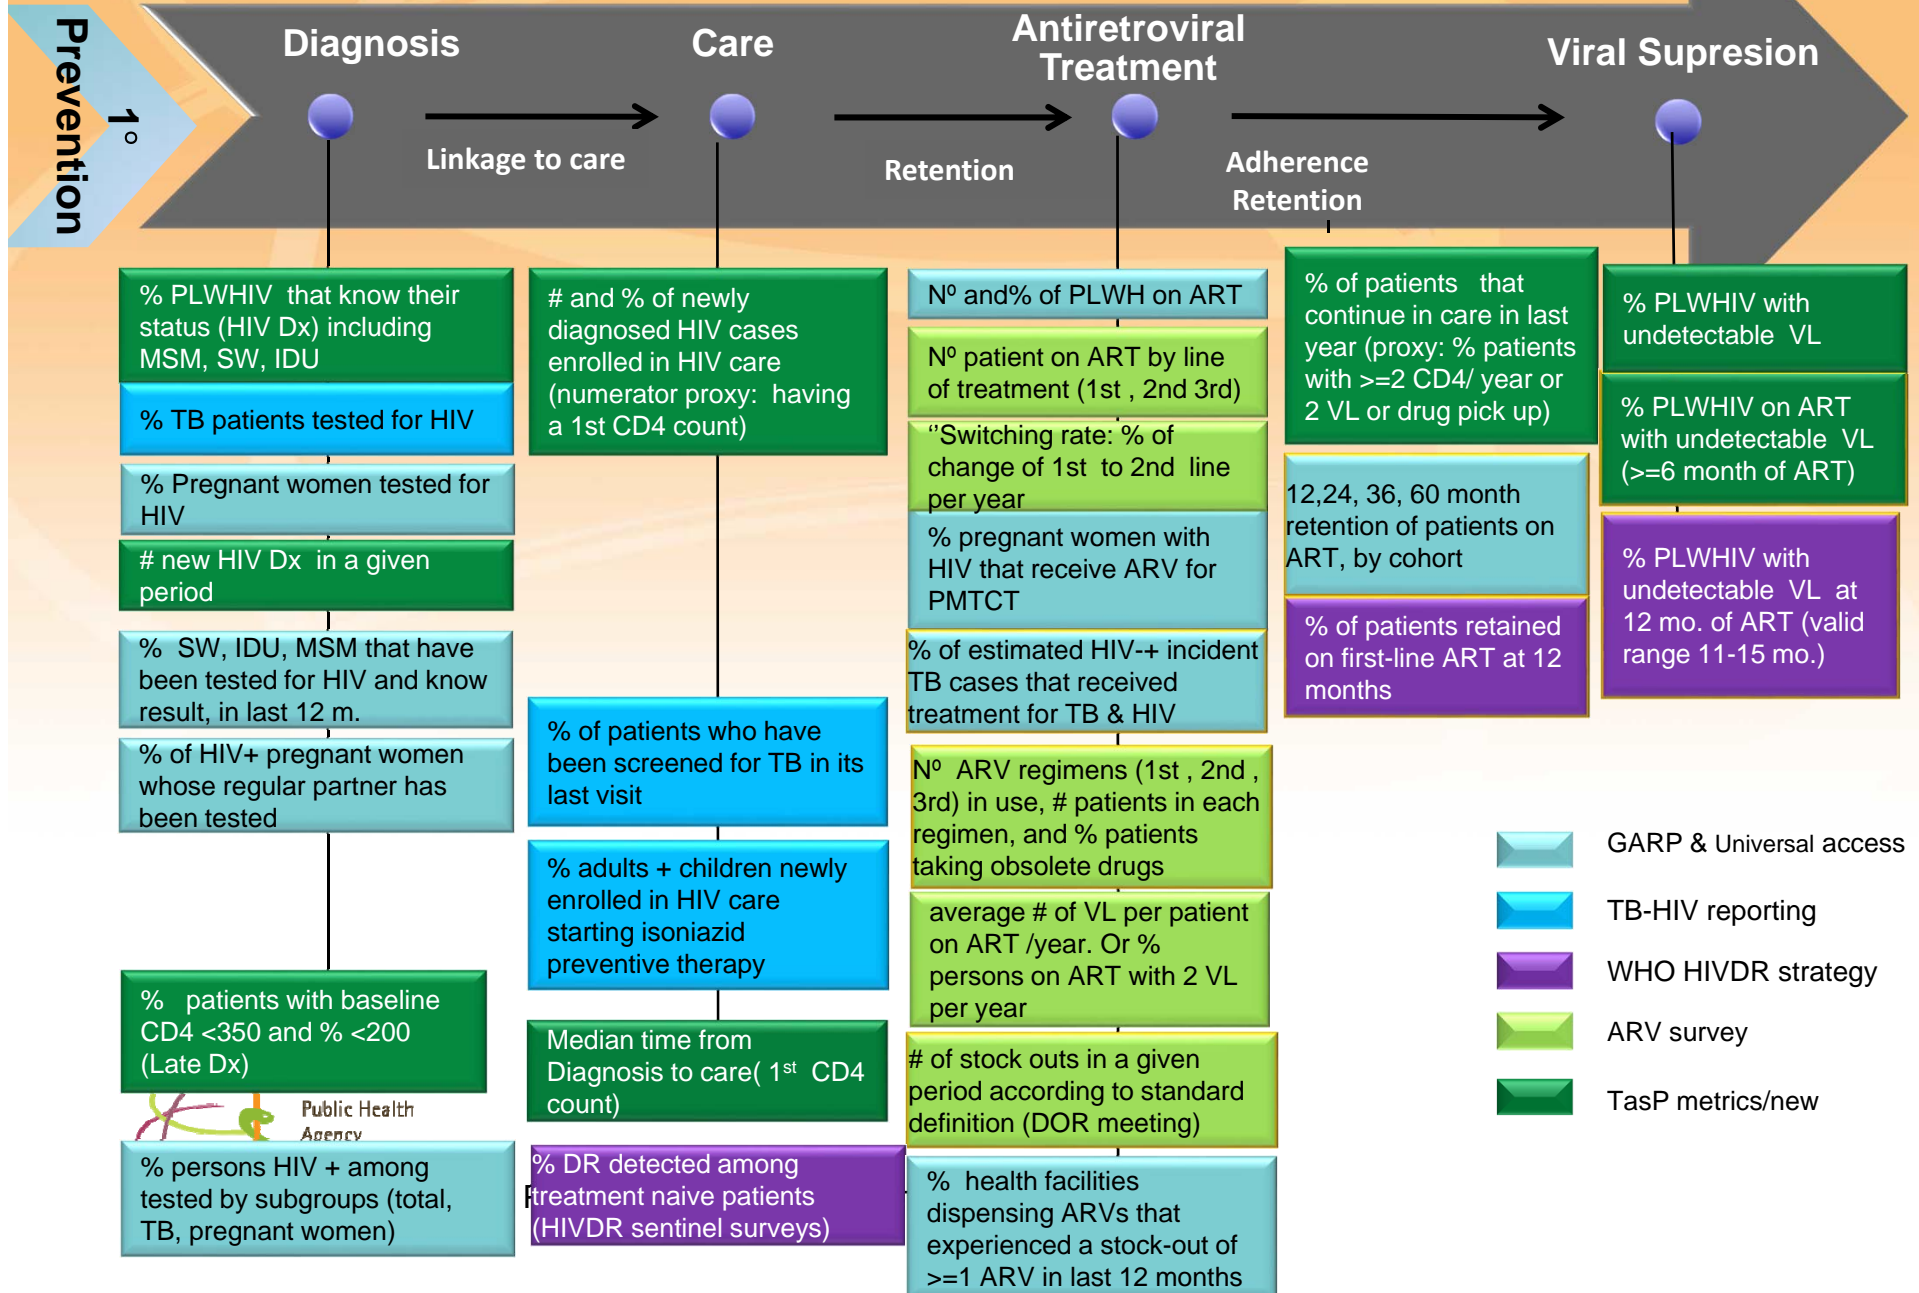 Prevention
1°
Diagnosis
Care
Antiretroviral
Treatment
Viral Supresion
Linkage to care
Retention
Adherence
Retention
% PLWHIV that know their
status (HIV Dx) including
MSM, SW, IDU
% TB patients tested for HIV
% Pregnant women tested for
HIV
# new HIV Dx in a given
period
% SW, IDU, MSM that have
been tested for HIV and know
result, in last 12 m.
% of HIV+ pregnant women
whose regular partner has
been tested
% patients with baseline
CD4 <350 and % <200
(Late Dx)
Public Health
Agency
% persons HIV + among
tested by subgroups (total,
TB, pregnant women)
# and % of newly
diagnosed HIV cases
enrolled in HIV care
(numerator proxy: having
a 1st CD4 count)
% of patients who have
been screened for TB in its
last visit
% adults + children newly
enrolled in HIV care
starting isoniazid
preventive therapy
Median time from
Diagnosis to care( 1st CD4
count)
% DR detected among
treatment naive patients
(HIVDR sentinel surveys)
Nº and% of PLWH on ART
Nº patient on ART by line
of treatment (1st , 2nd 3rd)
‘’Switching rate: % of
change of 1st to 2nd line
per year
% pregnant women with
HIV that receive ARV for
PMTCT
% of estimated HIV-+ incident
TB cases that received
treatment for TB & HIV
Nº ARV regimens (1st , 2nd ,
3rd) in use, # patients in each
regimen, and % patients
taking obsolete drugs
average # of VL per patient
on ART /year. Or %
persons on ART with 2 VL
per year
# of stock outs in a given
period according to standard
definition (DOR meeting)
% health facilities
dispensing ARVs that
experienced a stock-out of
>=1 ARV in last 12 months
% of patients that
continue in care in last
year (proxy: % patients
with >=2 CD4/ year or
2 VL or drug pick up)
12,24, 36, 60 month
retention of patients on
ART, by cohort
% of patients retained
on first-line ART at 12
months
% PLWHIV with
undetectable VL
% PLWHIV on ART
with undetectable VL
(>=6 month of ART)
% PLWHIV with
undetectable VL at
12 mo. of ART (valid
range 11-15 mo.)
GARP & Universal access
TB-HIV reporting
WHO HIVDR strategy
ARV survey
TasP metrics/new